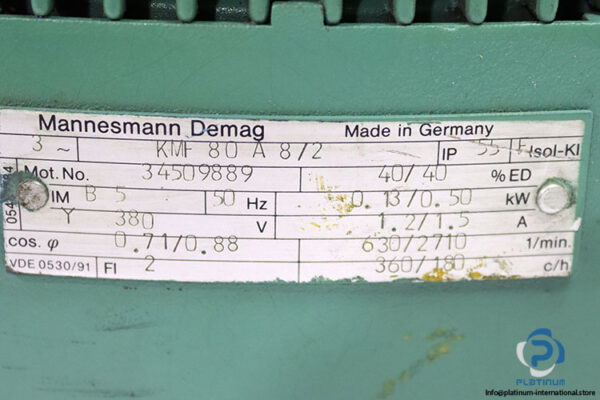 Mannesmann Demag Made in Germany
3 ~ KMF 80 A 8/2 IP 55 F Isol-Kl
Mot. No. 34509889 40/40 % ED
IM B 5 50 Hz 0.13/0.50 kW
Y 380 V 1.2/1.5 A
cos. φ 0.71/0.88 630/2710 1/min.
VDE 0530/91 FI 2 360/180 c/h
PLATINUM
Info@platinum-international.store